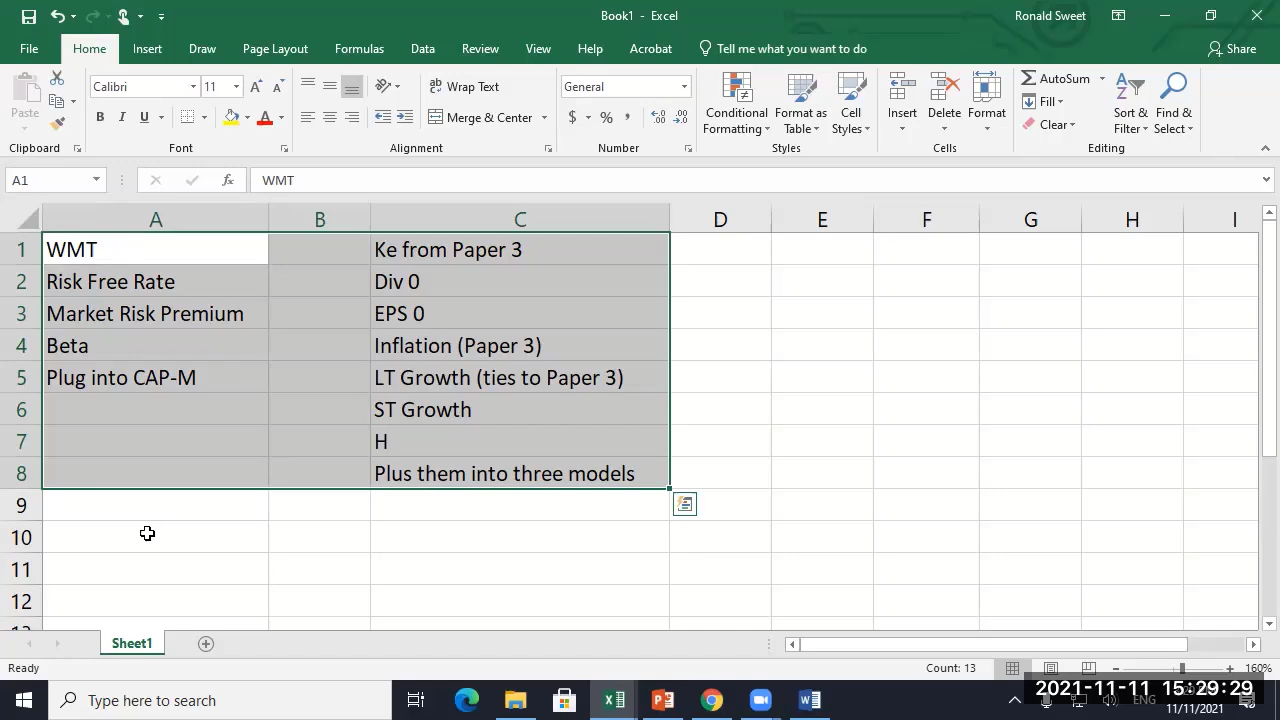 Book1 - Excel
Ronald Sweet
File Home Insert Draw Page Layout Formulas Data Review View Help Acrobat Tell me what you want to do Share
Paste
Calibri 11
B I U A
Wrap Text
Merge & Center
General
$ % ,
Conditional Formatting
Format as Table
Cell Styles
Insert Delete Format
AutoSum
Fill
Clear
Sort & Filter
Find & Select
Clipboard Font Alignment Number Styles Cells Editing
A1 fx WMT
A B C D E F G H I
1 WMT Ke from Paper 3
2 Risk Free Rate Div 0
3 Market Risk Premium EPS 0
4 Beta Inflation (Paper 3)
5 Plug into CAP-M LT Growth (ties to Paper 3)
6 ST Growth
7 H
8 Plus them into three models
9
10
11
12
Sheet1
Ready Count: 13 160%
Type here to search
2021-11-11 15:29:29
ENG
11/11/2021